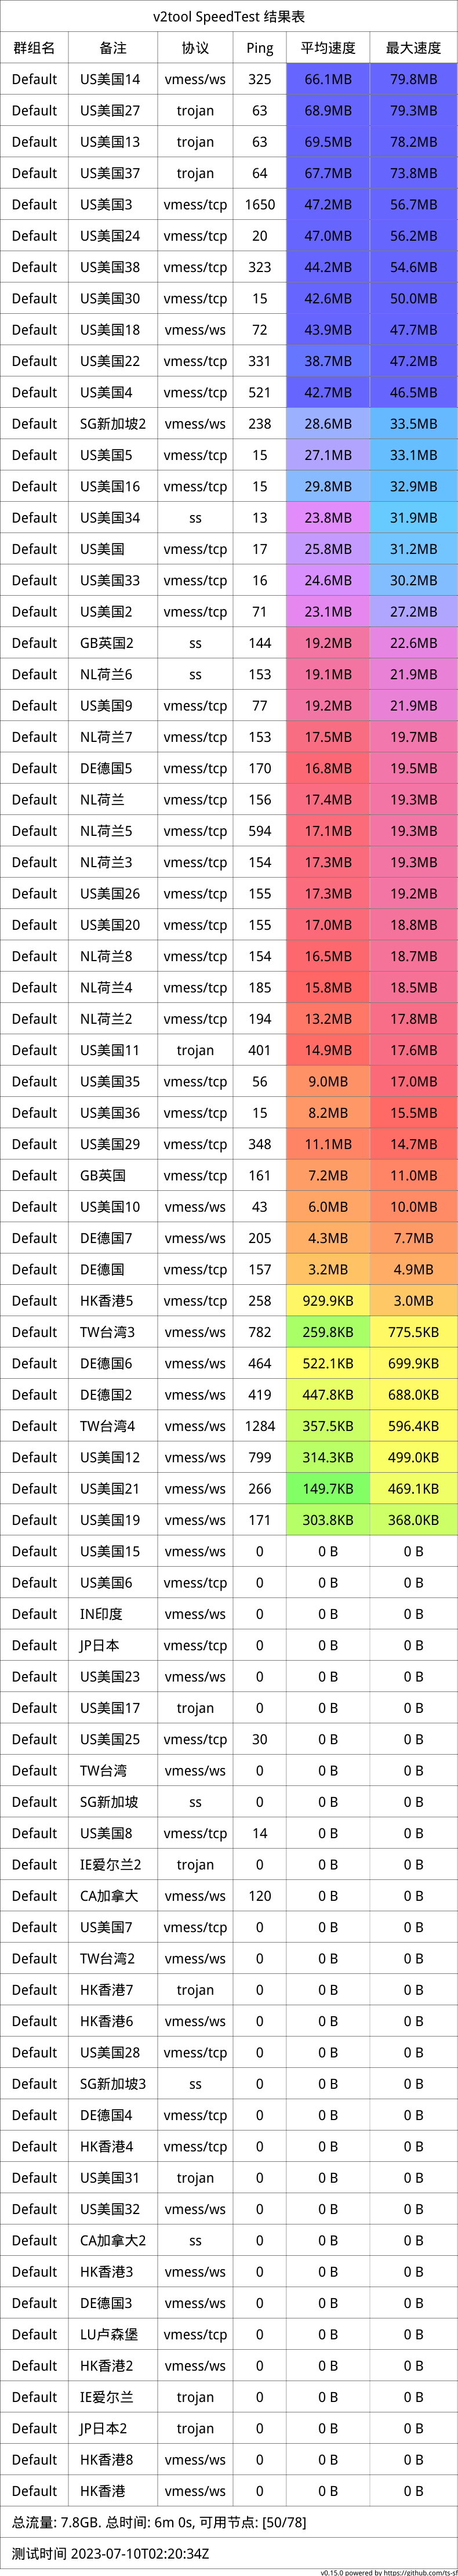 v2tool SpeedTest 结果表
群组名 备注 协议 Ping 平均速度 最大速度
Default US美国14 vmess/ws 325 66.1MB 79.8MB
Default US美国27 trojan 63 68.9MB 79.3MB
Default US美国13 trojan 63 69.5MB 78.2MB
Default US美国37 trojan 64 67.7MB 73.8MB
Default US美国3 vmess/tcp 1650 47.2MB 56.7MB
Default US美国24 vmess/tcp 20 47.0MB 56.2MB
Default US美国38 vmess/tcp 323 44.2MB 54.6MB
Default US美国30 vmess/tcp 15 42.6MB 50.0MB
Default US美国18 vmess/ws 72 43.9MB 47.7MB
Default US美国22 vmess/tcp 331 38.7MB 47.2MB
Default US美国4 vmess/tcp 521 42.7MB 46.5MB
Default SG新加坡2 vmess/ws 238 28.6MB 33.5MB
Default US美国5 vmess/tcp 15 27.1MB 33.1MB
Default US美国16 vmess/tcp 15 29.8MB 32.9MB
Default US美国34 ss 13 23.8MB 31.9MB
Default US美国 vmess/tcp 17 25.8MB 31.2MB
Default US美国33 vmess/tcp 16 24.6MB 30.2MB
Default US美国2 vmess/tcp 71 23.1MB 27.2MB
Default GB英国2 ss 144 19.2MB 22.6MB
Default NL荷兰6 ss 153 19.1MB 21.9MB
Default US美国9 vmess/tcp 77 19.2MB 21.9MB
Default NL荷兰7 vmess/tcp 153 17.5MB 19.7MB
Default DE德国5 vmess/tcp 170 16.8MB 19.5MB
Default NL荷兰 vmess/tcp 156 17.4MB 19.3MB
Default NL荷兰5 vmess/tcp 594 17.1MB 19.3MB
Default NL荷兰3 vmess/tcp 154 17.3MB 19.3MB
Default US美国26 vmess/tcp 155 17.3MB 19.2MB
Default US美国20 vmess/tcp 155 17.0MB 18.8MB
Default NL荷兰8 vmess/tcp 154 16.5MB 18.7MB
Default NL荷兰4 vmess/tcp 185 15.8MB 18.5MB
Default NL荷兰2 vmess/tcp 194 13.2MB 17.8MB
Default US美国11 trojan 401 14.9MB 17.6MB
Default US美国35 vmess/tcp 56 9.0MB 17.0MB
Default US美国36 vmess/tcp 15 8.2MB 15.5MB
Default US美国29 vmess/tcp 348 11.1MB 14.7MB
Default GB英国 vmess/tcp 161 7.2MB 11.0MB
Default US美国10 vmess/ws 43 6.0MB 10.0MB
Default DE德国7 vmess/ws 205 4.3MB 7.7MB
Default DE德国 vmess/tcp 157 3.2MB 4.9MB
Default HK香港5 vmess/tcp 258 929.9KB 3.0MB
Default TW台湾3 vmess/ws 782 259.8KB 775.5KB
Default DE德国6 vmess/ws 464 522.1KB 699.9KB
Default DE德国2 vmess/ws 419 447.8KB 688.0KB
Default TW台湾4 vmess/ws 1284 357.5KB 596.4KB
Default US美国12 vmess/ws 799 314.3KB 499.0KB
Default US美国21 vmess/ws 266 149.7KB 469.1KB
Default US美国19 vmess/ws 171 303.8KB 368.0KB
Default US美国15 vmess/ws 0 0 B 0 B
Default US美国6 vmess/tcp 0 0 B 0 B
Default IN印度 vmess/ws 0 0 B 0 B
Default JP日本 vmess/tcp 0 0 B 0 B
Default US美国23 vmess/ws 0 0 B 0 B
Default US美国17 trojan 0 0 B 0 B
Default US美国25 vmess/tcp 30 0 B 0 B
Default TW台湾 vmess/ws 0 0 B 0 B
Default SG新加坡 ss 0 0 B 0 B
Default US美国8 vmess/tcp 14 0 B 0 B
Default IE爱尔兰2 trojan 0 0 B 0 B
Default CA加拿大 vmess/ws 120 0 B 0 B
Default US美国7 vmess/tcp 0 0 B 0 B
Default TW台湾2 vmess/ws 0 0 B 0 B
Default HK香港7 trojan 0 0 B 0 B
Default HK香港6 vmess/ws 0 0 B 0 B
Default US美国28 vmess/tcp 0 0 B 0 B
Default SG新加坡3 ss 0 0 B 0 B
Default DE德国4 vmess/tcp 0 0 B 0 B
Default HK香港4 vmess/tcp 0 0 B 0 B
Default US美国31 trojan 0 0 B 0 B
Default US美国32 vmess/ws 0 0 B 0 B
Default CA加拿大2 ss 0 0 B 0 B
Default HK香港3 vmess/ws 0 0 B 0 B
Default DE德国3 vmess/ws 0 0 B 0 B
Default LU卢森堡 vmess/tcp 0 0 B 0 B
Default HK香港2 vmess/ws 0 0 B 0 B
Default IE爱尔兰 trojan 0 0 B 0 B
Default JP日本2 trojan 0 0 B 0 B
Default HK香港8 vmess/ws 0 0 B 0 B
Default HK香港 vmess/ws 0 0 B 0 B
总流量: 7.8GB. 总时间: 6m 0s, 可用节点: [50/78]
测试时间 2023-07-10T02:20:34Z
v0.15.0 powered by https://github.com/ts-sf